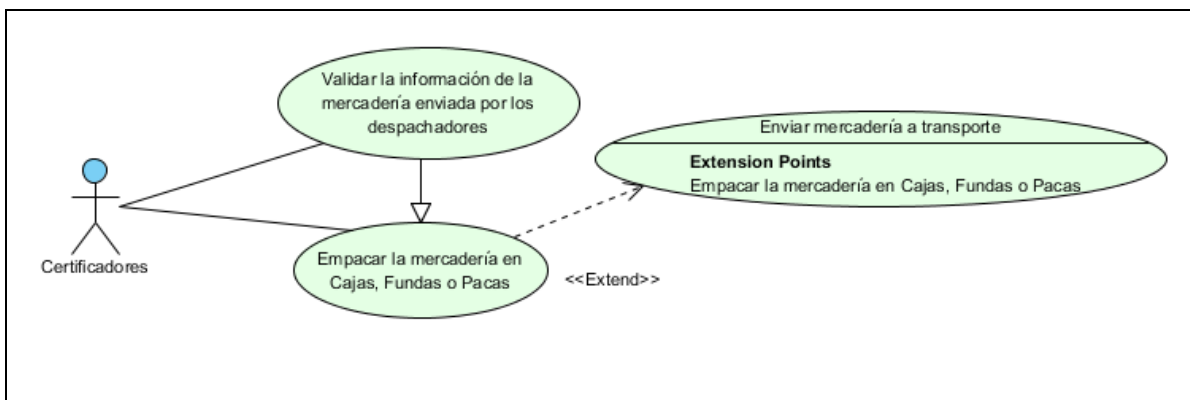 Validar la información de la
mercadería enviada por los
despachadores
Enviar mercadería a transporte
Extension Points
Empacar la mercadería en Cajas, Fundas o Pacas
Certificadores
Empacar la mercadería en
Cajas, Fundas o Pacas
<<Extend>>